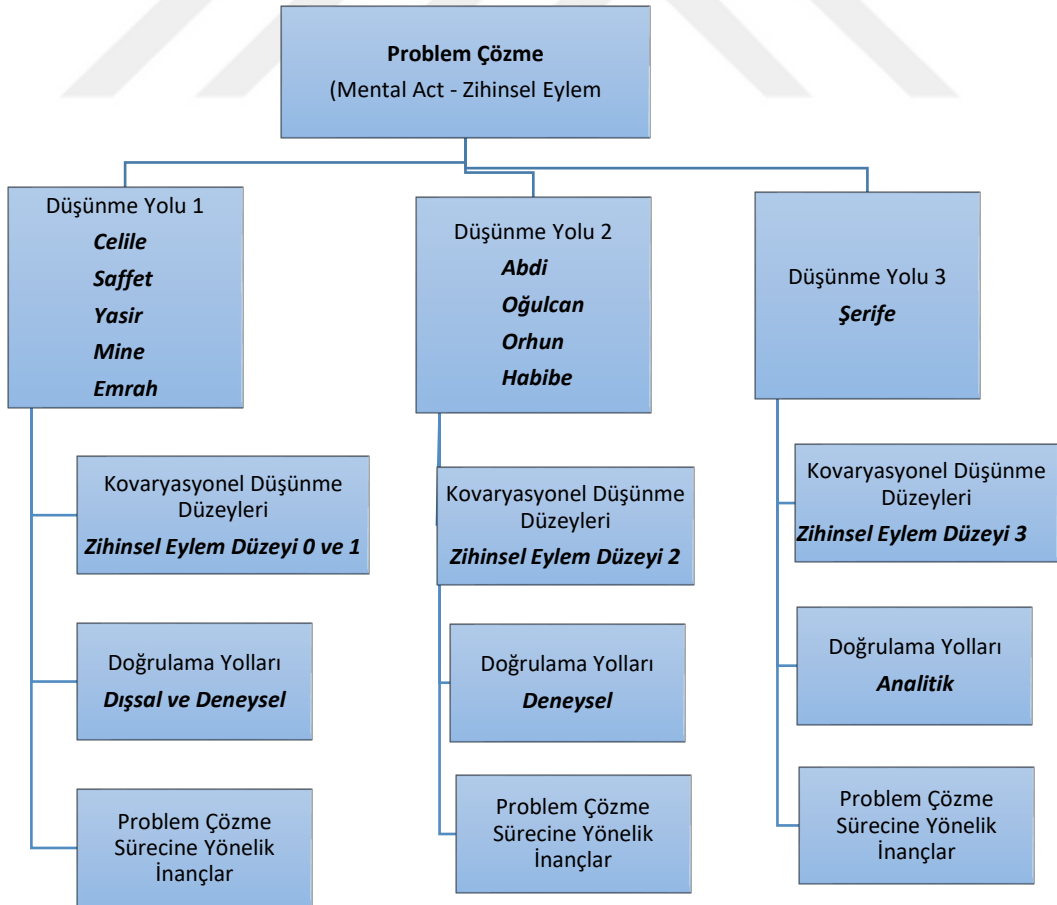 Problem Çözme
(Mental Act - Zihinsel Eylem
Düşünme Yolu 1
Celile
Saffet
Yasir
Mine
Emrah
Kovaryasyonel Düşünme
Düzeyleri
Zihinsel Eylem Düzeyi 0 ve 1
Doğrulama Yolları
Dışsal ve Deneysel
Problem Çözme
Sürecine Yönelik
İnançlar
Düşünme Yolu 2
Abdi
Oğulcan
Orhun
Habibe
Kovaryasyonel Düşünme
Düzeyleri
Zihinsel Eylem Düzeyi 2
Doğrulama Yolları
Deneysel
Problem Çözme
Sürecine Yönelik
İnançlar
Düşünme Yolu 3
Şerife
Kovaryasyonel Düşünme
Düzeyleri
Zihinsel Eylem Düzeyi 3
Doğrulama Yolları
Analitik
Problem Çözme
Sürecine Yönelik
İnançlar